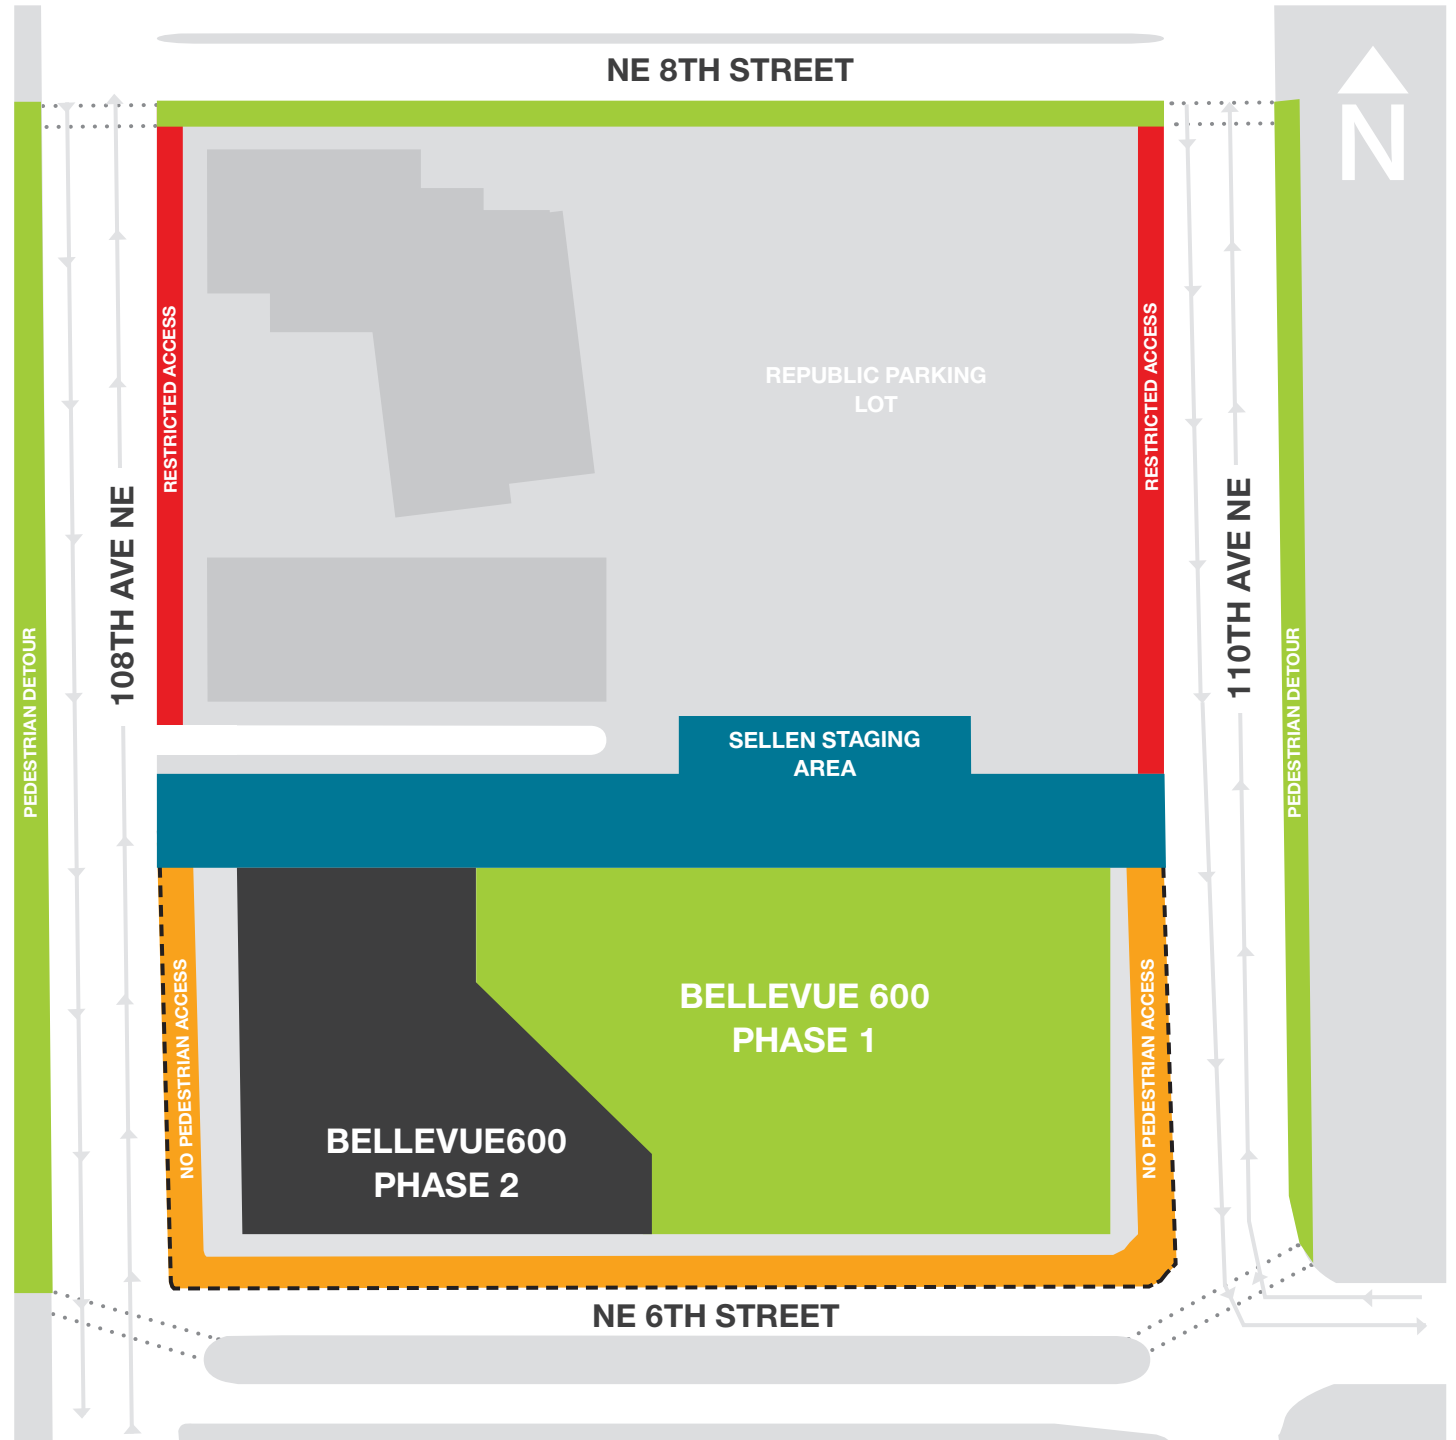 NE 8TH STREET
N
RESTRICTED ACCESS
RESTRICTED ACCESS
REPUBLIC PARKING
LOT
108TH AVE NE
110TH AVE NE
PEDESTRIAN DETOUR
PEDESTRIAN DETOUR
SELLEN STAGING
AREA
NO PEDESTRIAN ACCESS
NO PEDESTRIAN ACCESS
BELLEVUE 600
PHASE 1
BELLEVUE600
PHASE 2
NE 6TH STREET